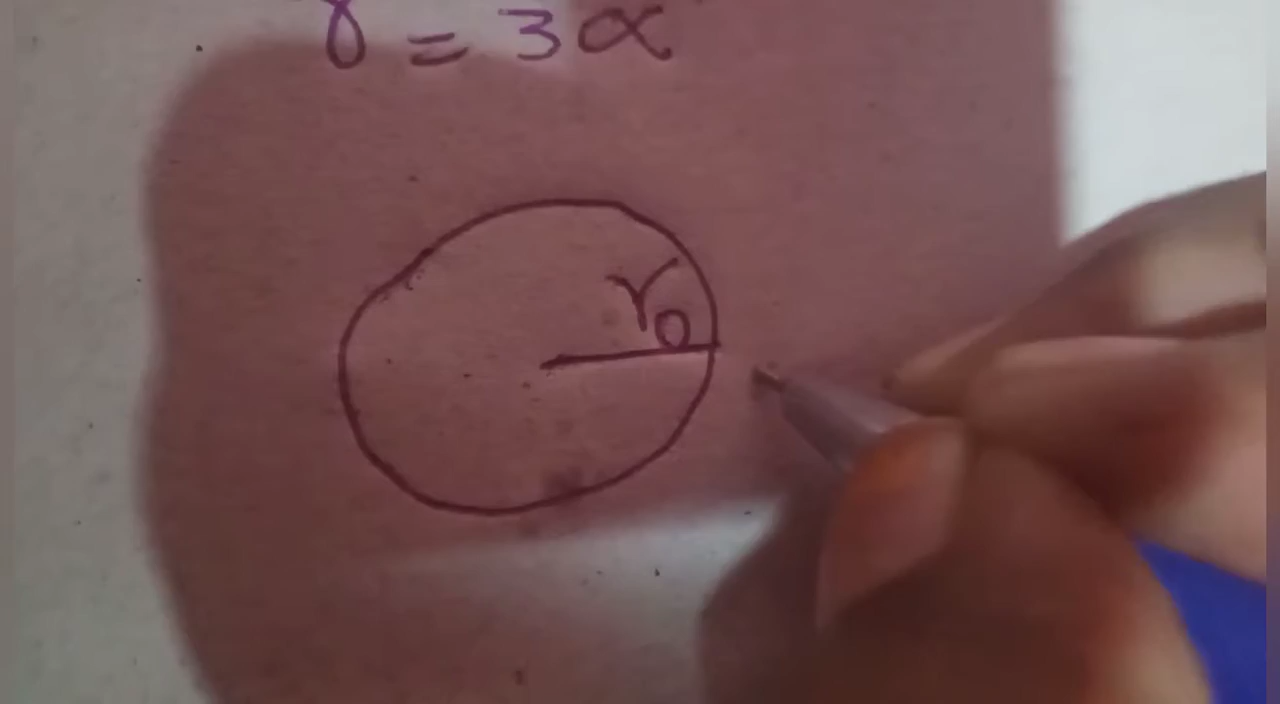 γ = 3α
r₀